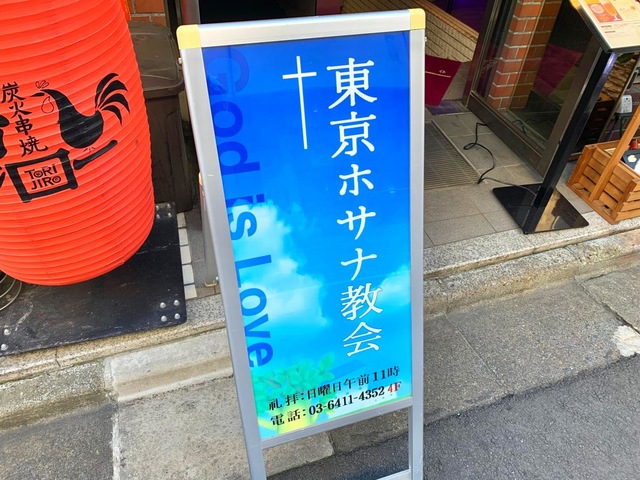 東京ホサナ教会
God is Love
礼拝:日曜日午前11時
電話:03-6411-4352 4F
炭火串焼
TORI
JIRO